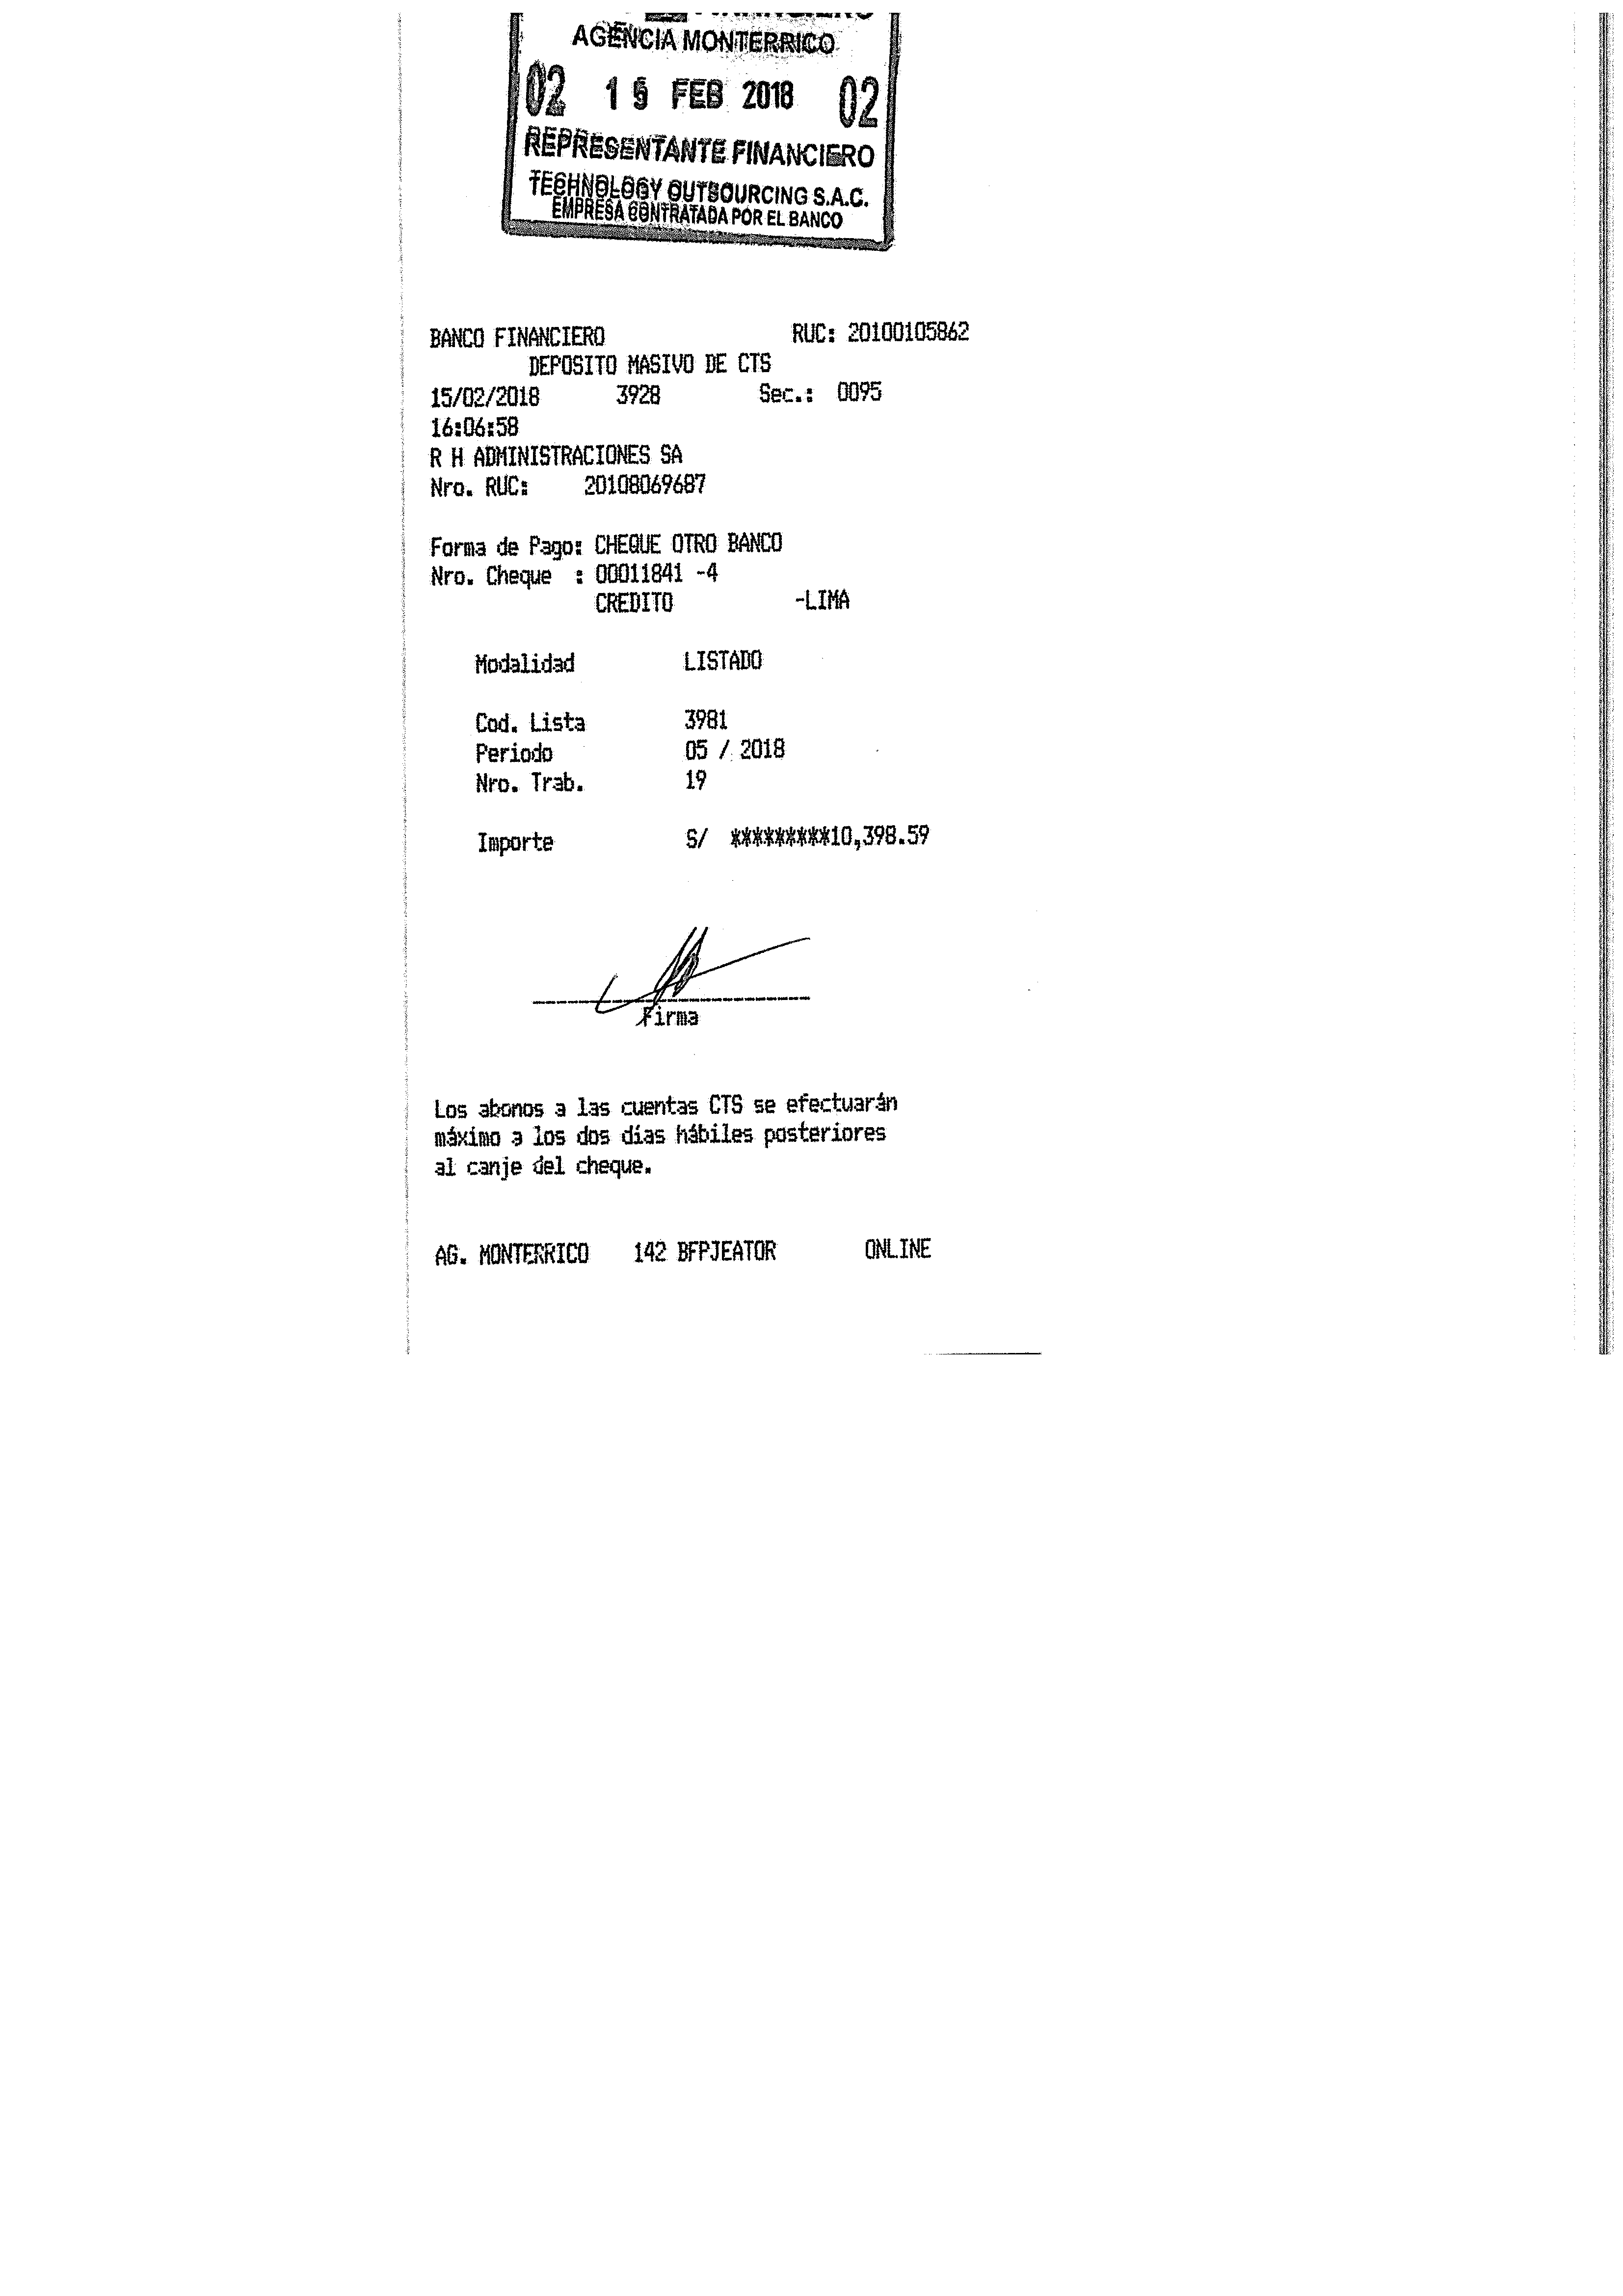 AGENCIA MONTERRICO
02 15 FEB 2018 02
REPRESENTANTE FINANCIERO
TECHNOLOGY OUTSOURCING S.A.C.
EMPRESA CONTRATADA POR EL BANCO
BANCO FINANCIERO RUC: 20100105862
DEPOSITO MASIVO DE CTS
15/02/2018 3928 Sec.: 0095
16:06:58
R H ADMINISTRACIONES SA
Nro. RUC: 20108069687
Forma de Pago: CHEQUE OTRO BANCO
Nro. Cheque : 00011841 -4
CREDITO -LIMA
Modalidad LISTADO
Cod. Lista 3981
Periodo 05 / 2018
Nro. Trab. 19
Importe S/ *********10,398.59
Firma
Los abonos a las cuentas CTS se efectuarán
máximo a los dos días hábiles posteriores
al canje del cheque.
AG. MONTERRICO 142 BFPJEATOR ONLINE